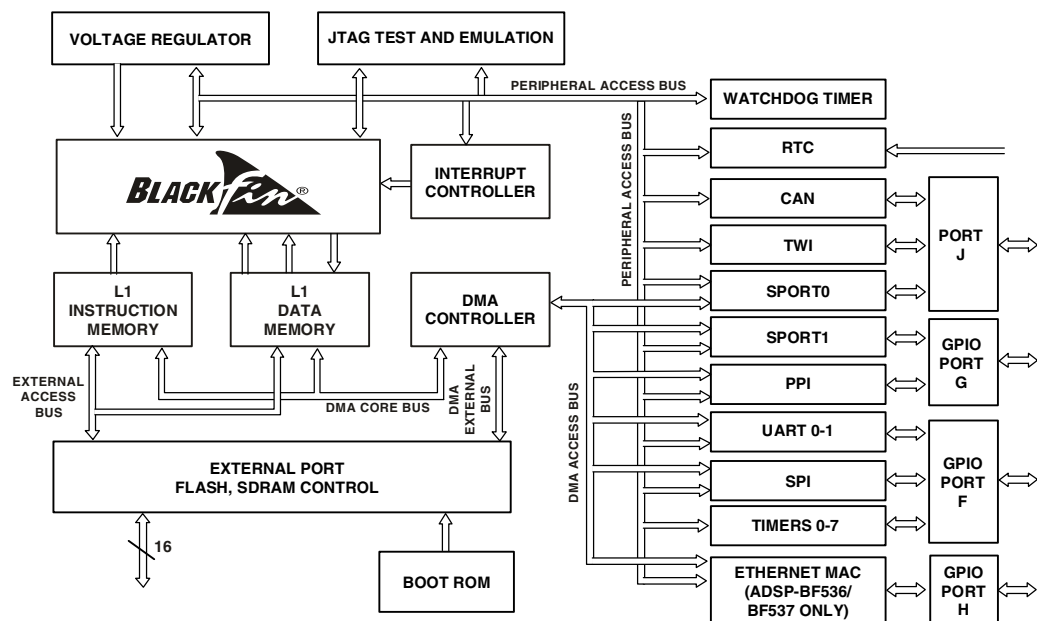 VOLTAGE REGULATOR
JTAG TEST AND EMULATION
PERIPHERAL ACCESS BUS
WATCHDOG TIMER
RTC
BLACKfin®
INTERRUPT
CONTROLLER
PERIPHERAL ACCESS BUS
CAN
TWI
PORT
J
L1
INSTRUCTION
MEMORY
L1
DATA
MEMORY
DMA
CONTROLLER
SPORT0
SPORT1
GPIO
PORT
G
PPI
EXTERNAL
ACCESS
BUS
DMA CORE BUS
DMA
EXTERNAL
BUS
DMA ACCESS BUS
UART 0-1
GPIO
PORT
F
SPI
TIMERS 0-7
EXTERNAL PORT
FLASH, SDRAM CONTROL
16
BOOT ROM
ETHERNET MAC
(ADSP-BF536/
BF537 ONLY)
GPIO
PORT
H